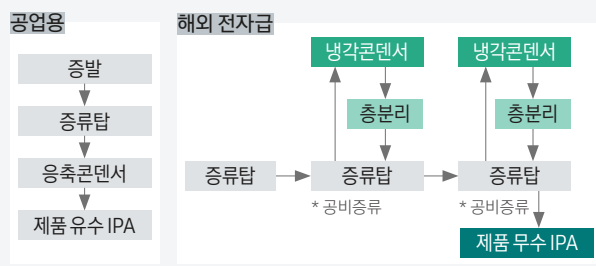 공업용
증발
증류탑
응축콘덴서
제품 유수 IPA
해외 전자급
냉각콘덴서
냉각콘덴서
층분리
층분리
증류탑
증류탑
증류탑
* 공비증류
* 공비증류
제품 무수 IPA